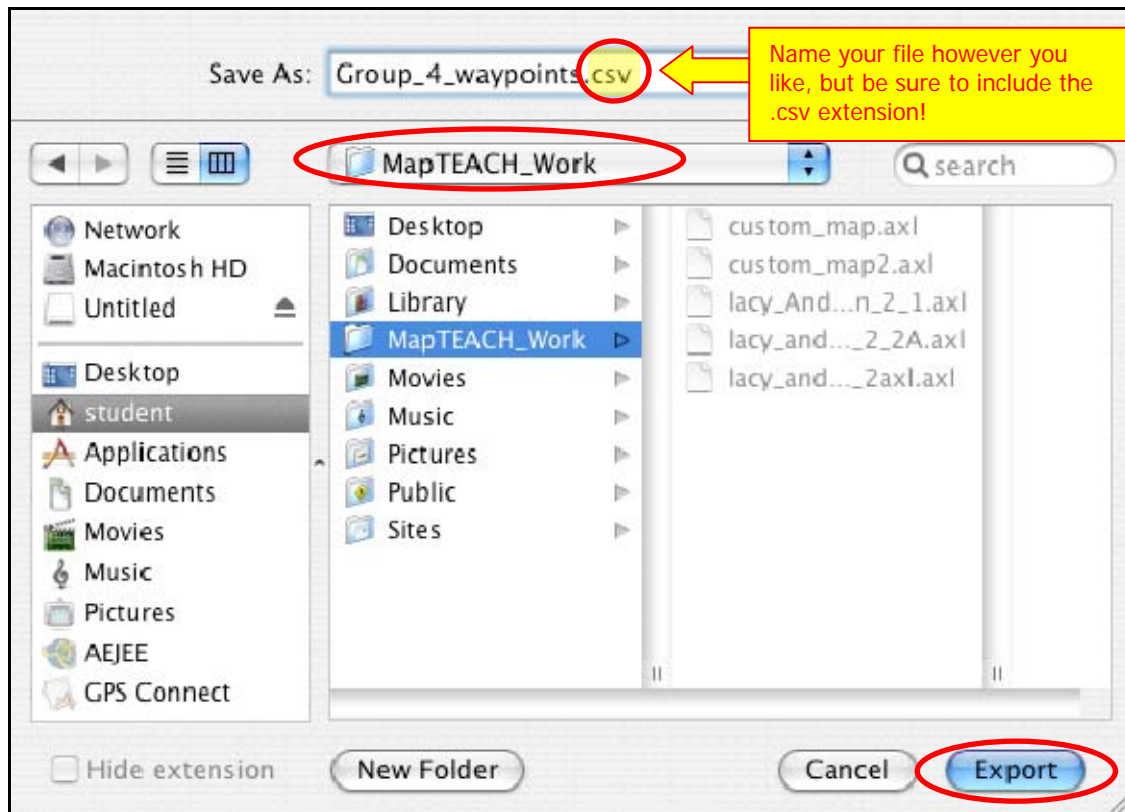 Save As: Group_4_waypoints.csv
Name your file however you
like, but be sure to include the
.csv extension!
MapTEACH_Work
search
Network
Macintosh HD
Untitled
Desktop
student
Applications
Documents
Movies
Music
Pictures
AEJEE
GPS Connect
Desktop
Documents
Library
MapTEACH_Work
Movies
Music
Pictures
Public
Sites
custom_map.axl
custom_map2.axl
lacy_And...n_2_1.axl
lacy_and..._2_2A.axl
lacy_and..._2axl.axl
Hide extension
New Folder
Cancel
Export